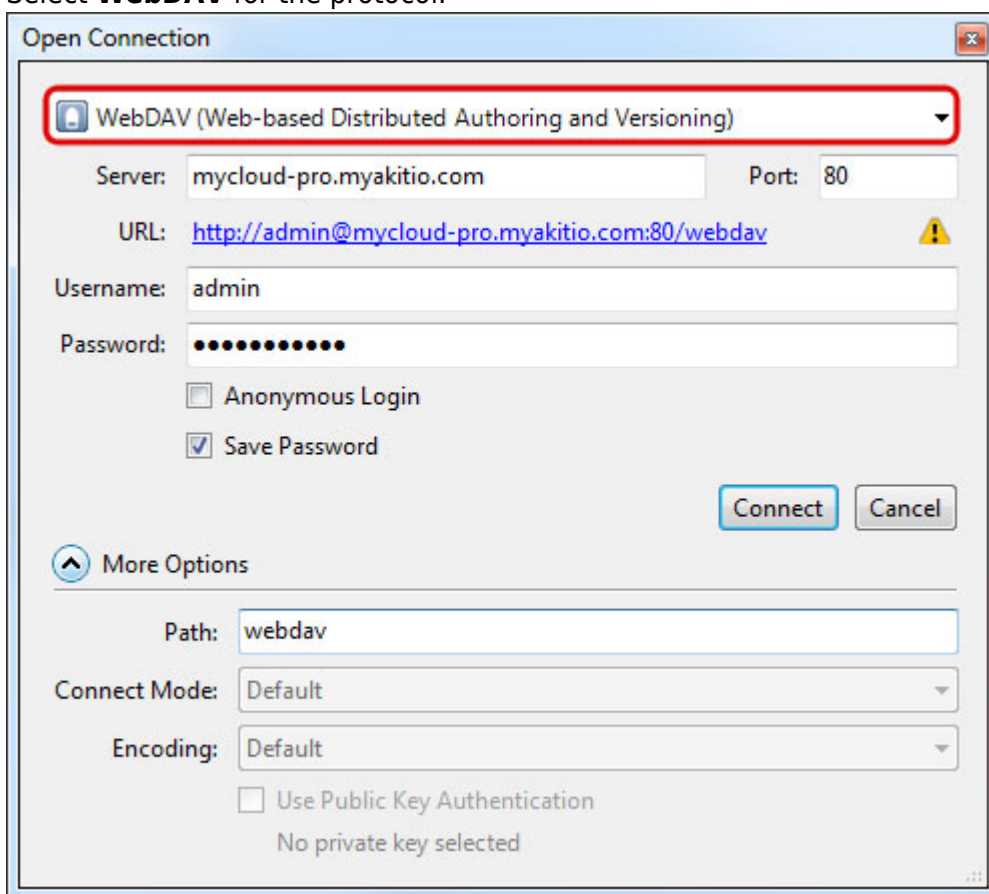 Select WebDAV for the protocol.
Open Connection
WebDAV (Web-based Distributed Authoring and Versioning)
Server: mycloud-pro.myakitio.com Port: 80
URL: http://admin@mycloud-pro.myakitio.com:80/webdav
Username: admin
Password: •••••••••••
Anonymous Login
Save Password
Connect Cancel
More Options
Path: webdav
Connect Mode: Default
Encoding: Default
Use Public Key Authentication
No private key selected